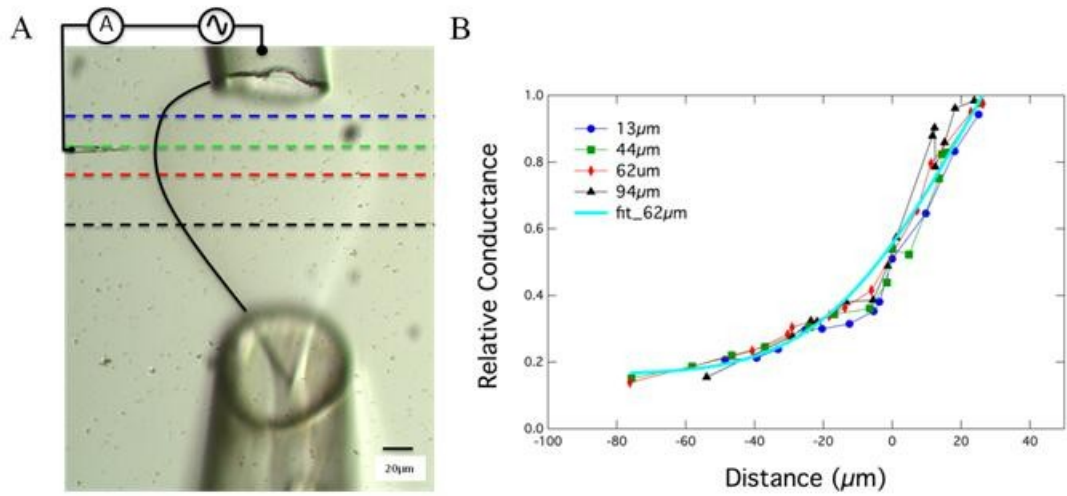 A
A
20µm
B
Relative Conductance
1.0
0.8
0.6
0.4
0.2
0.0
13µm
44µm
62um
94µm
fit_62µm
-100
-80
-60
-40
-20
0
20
40
Distance (µm)